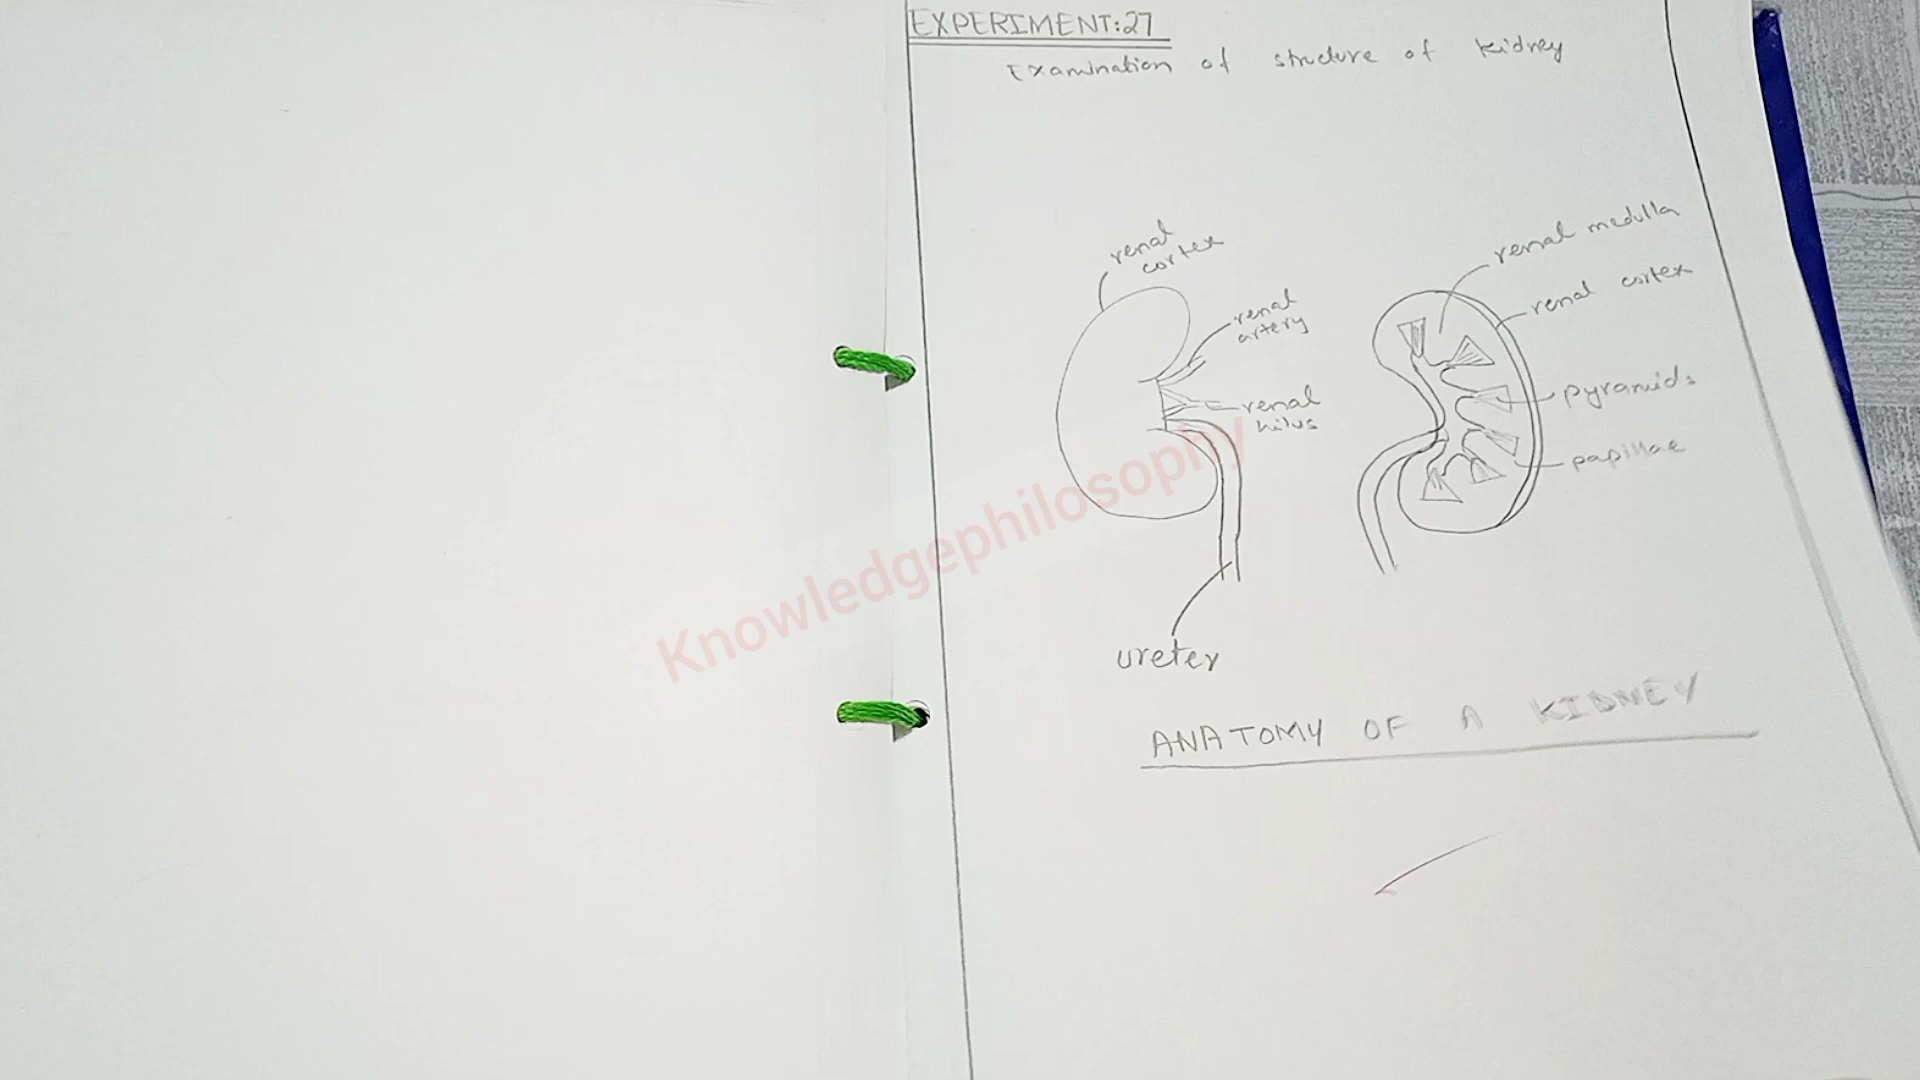 EXPERIMENT:27
Examination of structure of kidney
renal
cortex
renal medulla
renal cortex
renal
artery
pyramids
renal
hilus
papillae
Knowledgephilosophy
ureter
ANATOMY OF A KIDNEY